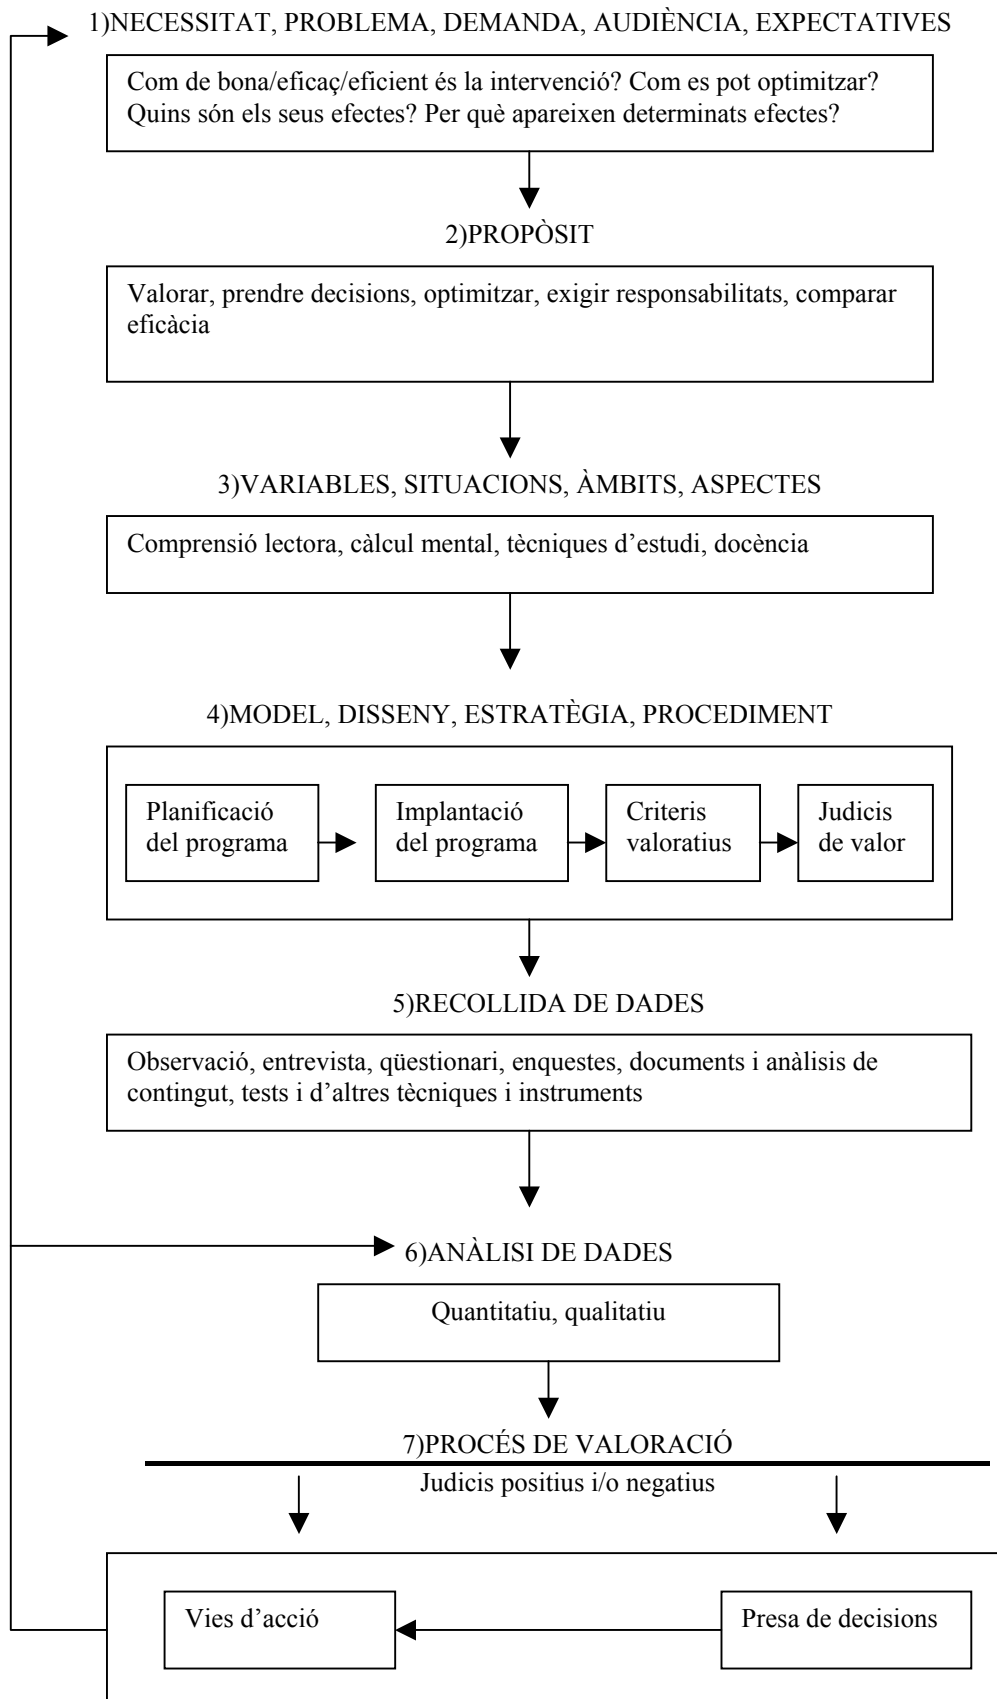 1)NECESSITAT, PROBLEMA, DEMANDA, AUDIÈNCIA, EXPECTATIVES
Com de bona/eficaç/eficient és la intervenció? Com es pot optimitzar?
Quins són els seus efectes? Per què apareixen determinats efectes?
2)PROPÒSIT
Valorar, prendre decisions, optimitzar, exigir responsabilitats, comparar
eficàcia
3)VARIABLES, SITUACIONS, ÀMBITS, ASPECTES
Comprensió lectora, càlcul mental, tècniques d’estudi, docència
4)MODEL, DISSENY, ESTRATÈGIA, PROCEDIMENT
Planificació
del programa
Implantació
del programa
Criteris
valoratius
Judicis
de valor
5)RECOLLIDA DE DADES
Observació, entrevista, qüestionari, enquestes, documents i anàlisis de
contingut, tests i d’altres tècniques i instruments
6)ANÀLISI DE DADES
Quantitatiu, qualitatiu
7)PROCÉS DE VALORACIÓ
Judicis positius i/o negatius
Vies d’acció
Presa de decisions